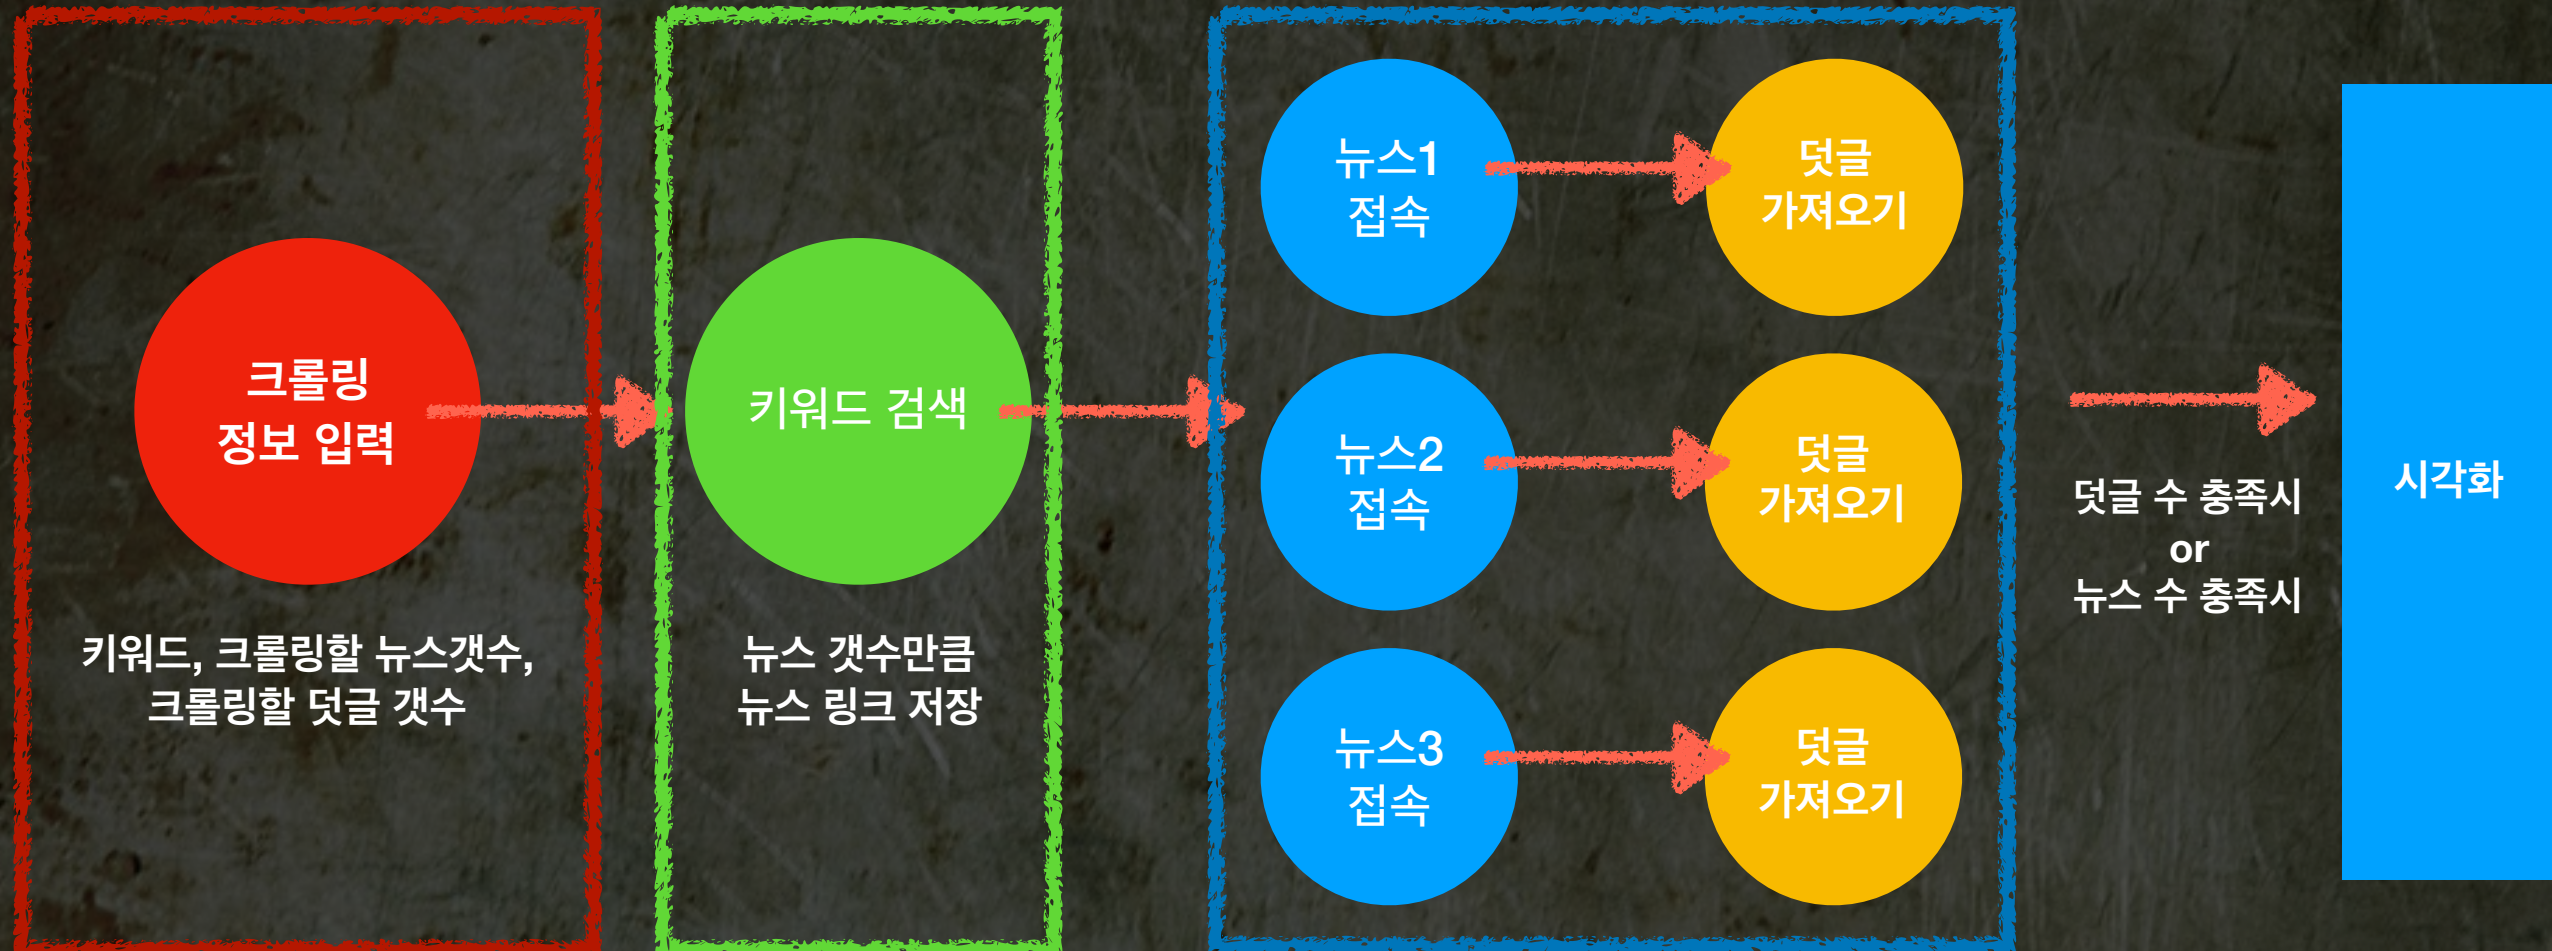 크롤링
정보 입력
키워드, 크롤링할 뉴스갯수,
크롤링할 덧글 갯수
키워드 검색
뉴스 갯수만큼
뉴스 링크 저장
뉴스1
접속
덧글
가져오기
뉴스2
접속
덧글
가져오기
뉴스3
접속
덧글
가져오기
덧글 수 충족시
or
뉴스 수 충족시
시각화